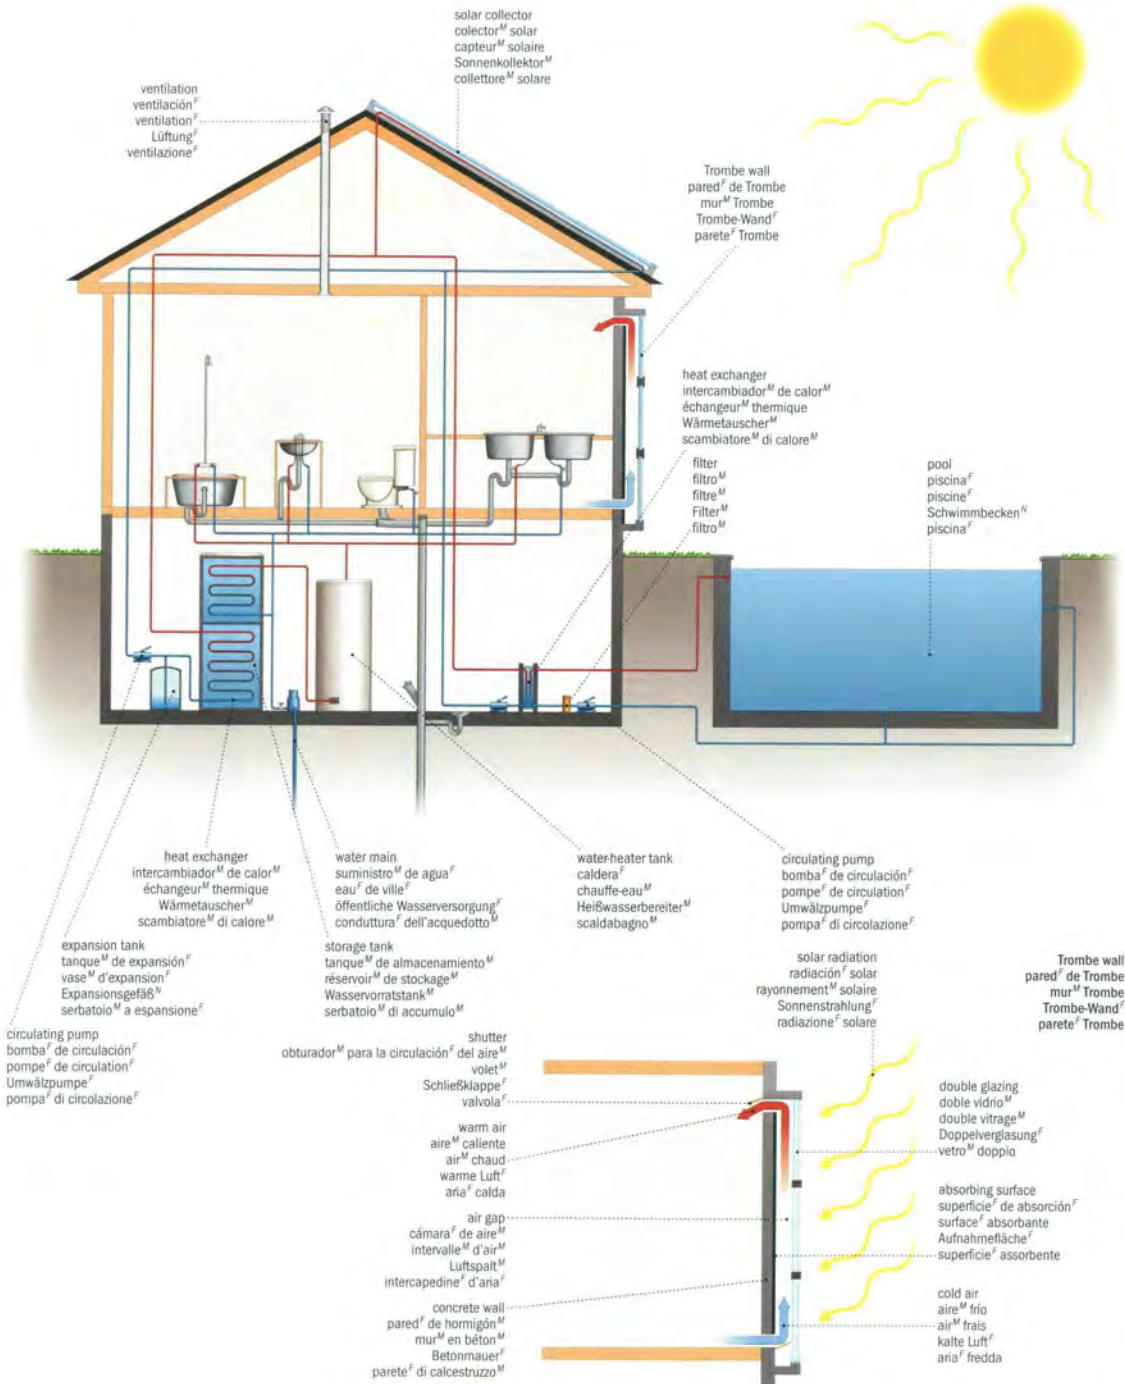 solar collector
colector^M solar
capteur^M solaire
Sonnenkollektor^M
collettore^M solare
ventilation
ventilación^F
ventilation^F
Lüftung^F
ventilazione^F
Trombe wall
pared^F de Trombe
mur^M Trombe
Trombe-Wand^F
parete^F Trombe
heat exchanger
intercambiador^M de calor^M
échangeur^M thermique
Wärmetauscher^M
scambiatore^M di calore^M
filter
filtro^M
filtre^M
Filter^M
filtro^M
pool
piscina^F
piscine^F
Schwimmbecken^N
piscina^F
heat exchanger
intercambiador^M de calor^M
échangeur^M thermique
Wärmetauscher^M
scambiatore^M di calore^M
water main
suministro^M de agua^F
eau^F de ville^F
öffentliche Wasserversorgung^F
conduttura^F dell'acquedotto^M
water-heater tank
caldera^F
chauffe-eau^M
Heißwasserbereiter^M
scaldabagno^M
circulating pump
bomba^F de circulación^F
pompe^F de circulation^F
Umwälzpumpe^F
pompa^F di circolazione^F
expansion tank
tanque^M de expansión^F
vase^M d'expansion^F
Expansionsgefäß^N
serbatoio^M a espansione^F
storage tank
tanque^M de almacenamiento^M
réservoir^M de stockage^M
Wasservorratstank^M
serbatoio^M di accumulo^M
circulating pump
bomba^F de circulación^F
pompe^F de circulation^F
Umwälzpumpe^F
pompa^F di circolazione^F
solar radiation
radiación^F solar
rayonnement^M solaire
Sonnenstrahlung^F
radiazione^F solare
Trombe wall
pared^F de Trombe
mur^M Trombe
Trombe-Wand^F
parete^F Trombe
shutter
obturador^M para la circulación^F del aire^M
volet^M
Schließklappe^F
valvola^F
warm air
aire^M caliente
air^M chaud
warme Luft^F
aria^F calda
air gap
cámara^F de aire^M
intervalle^M d'air^M
Luftspalt^M
intercapedine^F d'aria^F
concrete wall
pared^F de hormigón^M
mur^M en béton^M
Betonmauer^F
parete^F di calcestruzzo^M
double glazing
doble vidrio^M
double vitrage^M
Doppelverglasung^F
vetro^M doppio
absorbing surface
superficie^F de absorción^F
surface^F absorbante
Aufnahmefläche^F
superficie^F assorbente
cold air
aire^M frío
air^M frais
kalte Luft^F
aria^F fredda